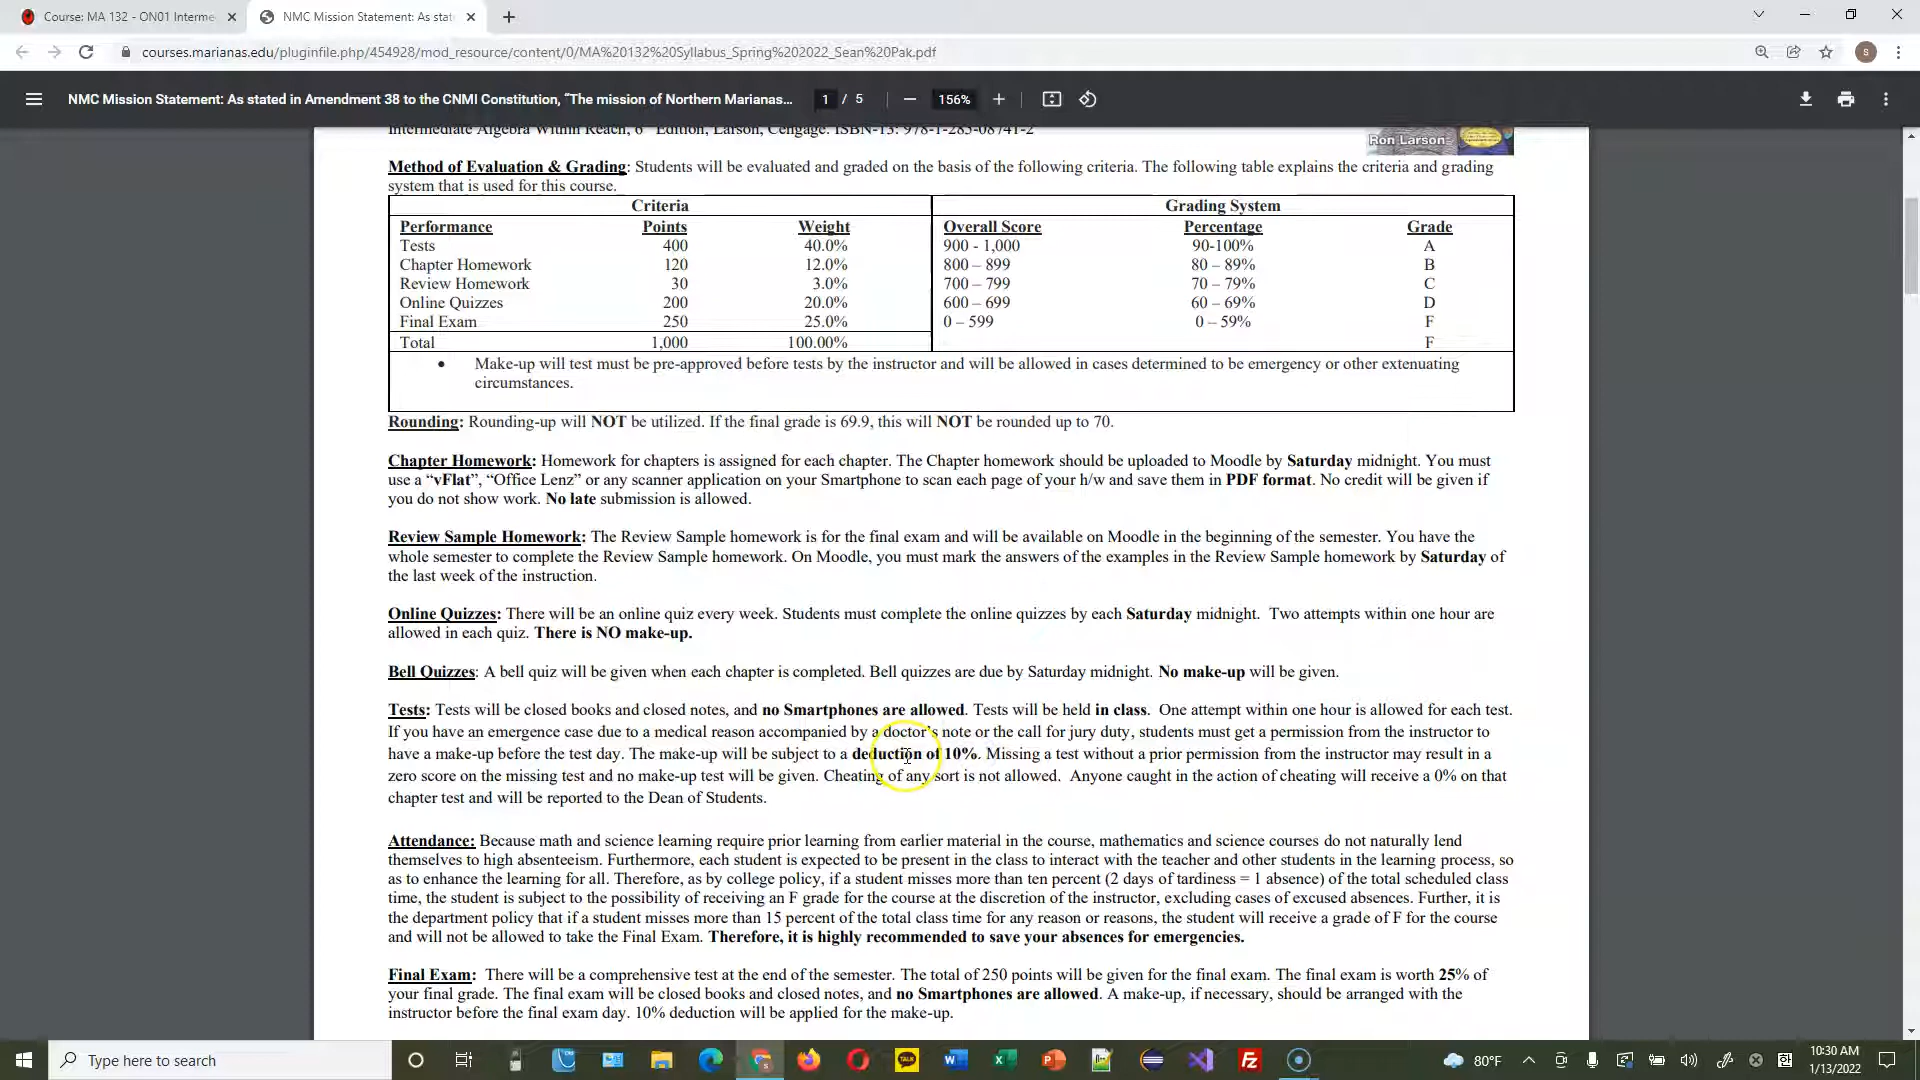 Course: MA 132 - ON01 Interme
NMC Mission Statement: As stat
courses.marianas.edu/pluginfile.php/454928/mod_resource/content/0/MA%20132%20Syllabus_Spring%202022_Sean%20Pak.pdf
S
NMC Mission Statement: As stated in Amendment 38 to the CNMI Constitution, “The mission of Northern Marianas...
1 / 5
156%
Intermediate Algebra Within Reach, 6 Edition, Larson, Cengage. ISBN-13: 978-1-285-08741-2
Ron Larson
Method of Evaluation & Grading: Students will be evaluated and graded on the basis of the following criteria. The following table explains the criteria and grading
system that is used for this course.
Criteria Grading System
Performance Points Weight Overall Score Percentage Grade
Tests 400 40.0% 900 - 1,000 90-100% A
Chapter Homework 120 12.0% 800 – 899 80 – 89% B
Review Homework 30 3.0% 700 – 799 70 – 79% C
Online Quizzes 200 20.0% 600 – 699 60 – 69% D
Final Exam 250 25.0% 0 – 599 0 – 59% F
Total 1,000 100.00% F
• Make-up will test must be pre-approved before tests by the instructor and will be allowed in cases determined to be emergency or other extenuating
circumstances.
Rounding: Rounding-up will NOT be utilized. If the final grade is 69.9, this will NOT be rounded up to 70.
Chapter Homework: Homework for chapters is assigned for each chapter. The Chapter homework should be uploaded to Moodle by Saturday midnight. You must
use a “vFlat”, “Office Lenz” or any scanner application on your Smartphone to scan each page of your h/w and save them in PDF format. No credit will be given if
you do not show work. No late submission is allowed.
Review Sample Homework: The Review Sample homework is for the final exam and will be available on Moodle in the beginning of the semester. You have the
whole semester to complete the Review Sample homework. On Moodle, you must mark the answers of the examples in the Review Sample homework by Saturday of
the last week of the instruction.
Online Quizzes: There will be an online quiz every week. Students must complete the online quizzes by each Saturday midnight. Two attempts within one hour are
allowed in each quiz. There is NO make-up.
Bell Quizzes: A bell quiz will be given when each chapter is completed. Bell quizzes are due by Saturday midnight. No make-up will be given.
Tests: Tests will be closed books and closed notes, and no Smartphones are allowed. Tests will be held in class. One attempt within one hour is allowed for each test.
If you have an emergence case due to a medical reason accompanied by a doctor’s note or the call for jury duty, students must get a permission from the instructor to
have a make-up before the test day. The make-up will be subject to a deduction of 10%. Missing a test without a prior permission from the instructor may result in a
zero score on the missing test and no make-up test will be given. Cheating of any sort is not allowed. Anyone caught in the action of cheating will receive a 0% on that
chapter test and will be reported to the Dean of Students.
Attendance: Because math and science learning require prior learning from earlier material in the course, mathematics and science courses do not naturally lend
themselves to high absenteeism. Furthermore, each student is expected to be present in the class to interact with the teacher and other students in the learning process, so
as to enhance the learning for all. Therefore, as by college policy, if a student misses more than ten percent (2 days of tardiness = 1 absence) of the total scheduled class
time, the student is subject to the possibility of receiving an F grade for the course at the discretion of the instructor, excluding cases of excused absences. Further, it is
the department policy that if a student misses more than 15 percent of the total class time for any reason or reasons, the student will receive a grade of F for the course
and will not be allowed to take the Final Exam. Therefore, it is highly recommended to save your absences for emergencies.
Final Exam: There will be a comprehensive test at the end of the semester. The total of 250 points will be given for the final exam. The final exam is worth 25% of
your final grade. The final exam will be closed books and closed notes, and no Smartphones are allowed. A make-up, if necessary, should be arranged with the
instructor before the final exam day. 10% deduction will be applied for the make-up.
Type here to search
TALK
80°F
10:30 AM
1/13/2022